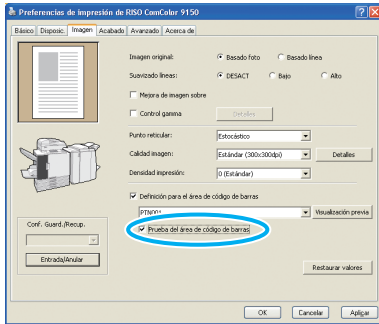 Preferencias de impresión de RISO ComColor 9150
Básico Disposic. Imagen Acabado Avanzado Acerca de
Imagen original: Basado foto Basado línea
Suavizado líneas: DESACT Bajo Alto
Mejora de imagen sobre
Control gamma Detalles
Punto reticular: Estocástico
Calidad imagen: Estándar (300x300dpi) Detalles
Densidad impresión: 0 (Estándar)
Definición para el área de código de barras
PTN001 Visualización previa
Prueba del área de código de barras
Conf. Guard./Recup.
Entrada/Anular
Restaurar valores
OK Cancelar Aplicar